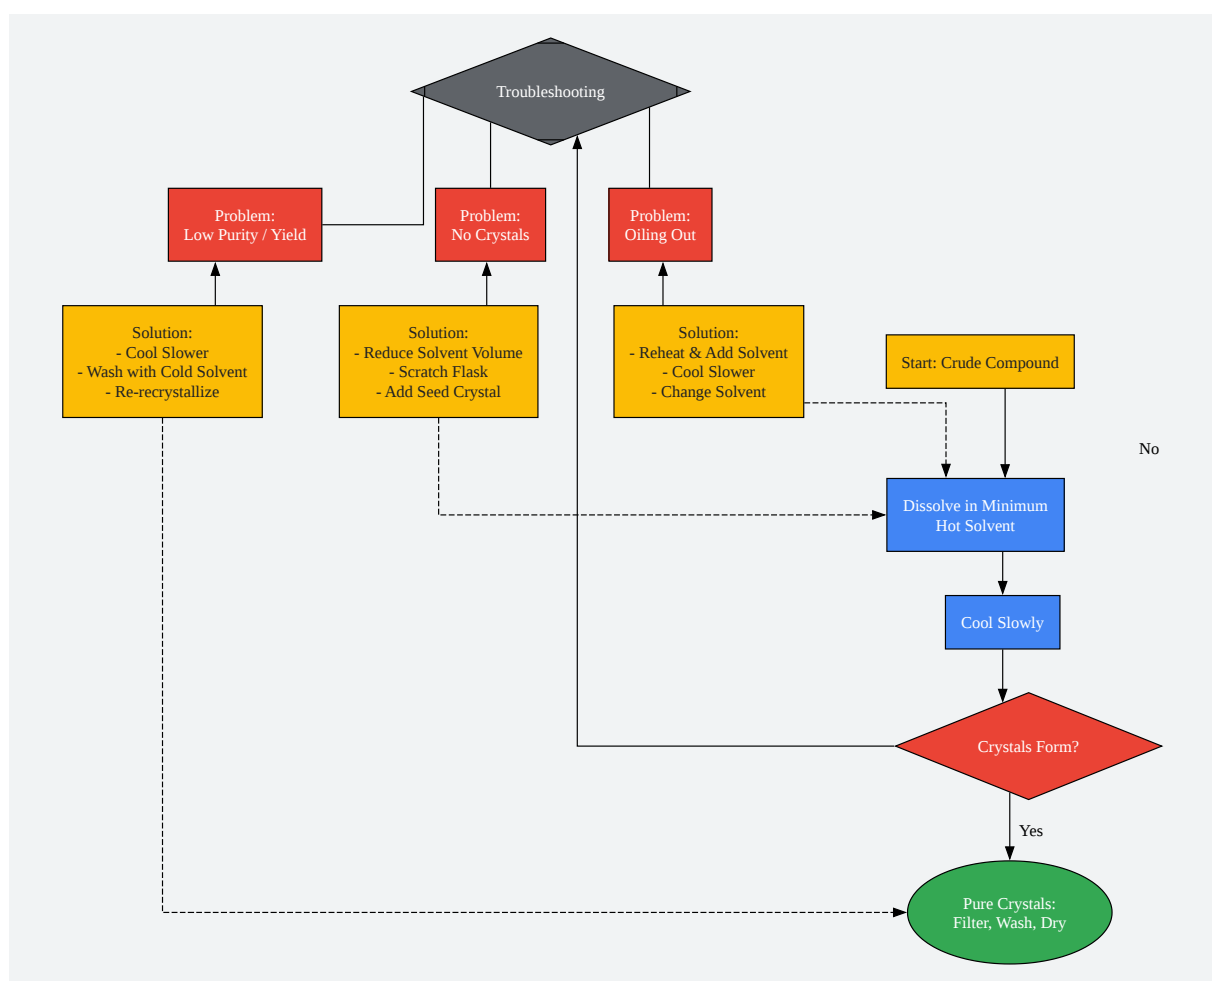 Troubleshooting
Problem:
Low Purity / Yield
Problem:
No Crystals
Problem:
Oiling Out
Solution:
- Cool Slower
- Wash with Cold Solvent
- Re-recrystallize
Solution:
- Reduce Solvent Volume
- Scratch Flask
- Add Seed Crystal
Solution:
- Reheat & Add Solvent
- Cool Slower
- Change Solvent
Start: Crude Compound
No
Dissolve in Minimum
Hot Solvent
Cool Slowly
Crystals Form?
Yes
Pure Crystals:
Filter, Wash, Dry